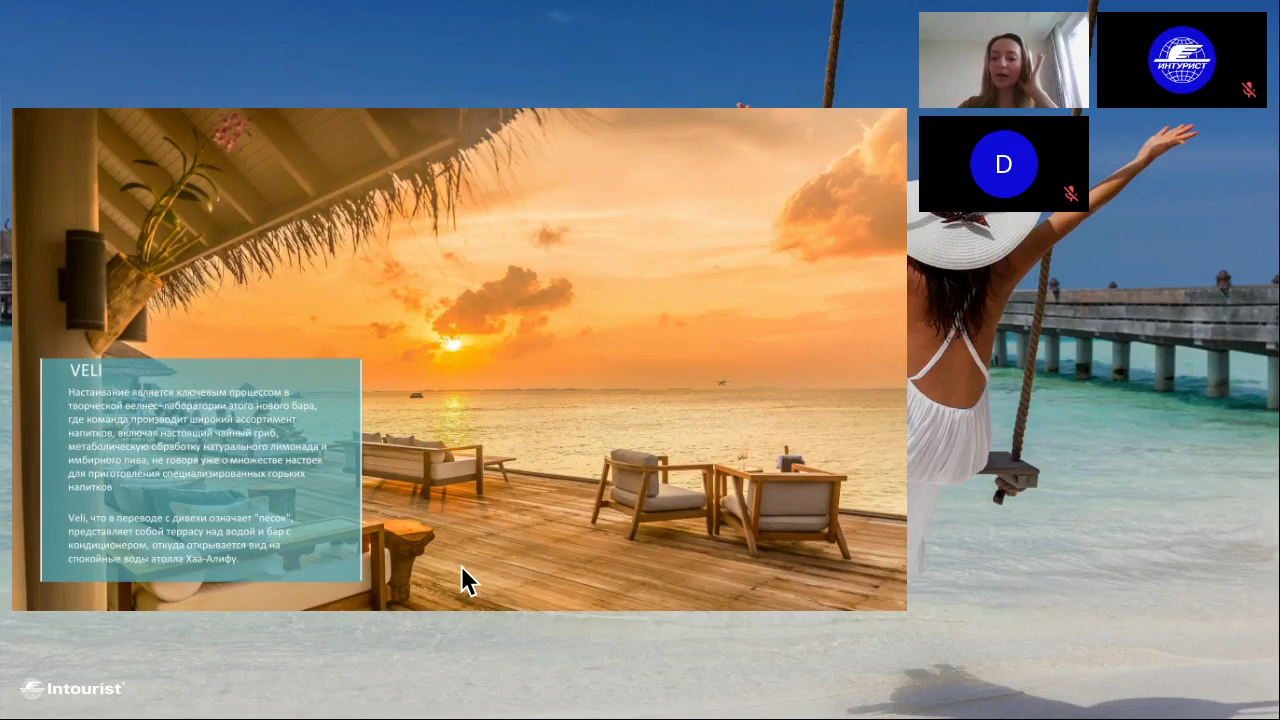 ИНТУРИСТ
D
VELI
Настаивание является ключевым процессом в
творческой велнес-лаборатории этого нового бара,
где команда производит широкий ассортимент
напитков, включая настоящий чайный гриб,
метаболическую обработку натурального лимонада и
имбирного пива, не говоря уже о множестве настоек
для приготовления специализированных горьких
напитков
Veli, что в переводе с дивехи означает "песок",
представляет собой террасу над водой и бар с
кондиционером, откуда открывается вид на
спокойные воды атолла Хаа-Алифу.
Intourist